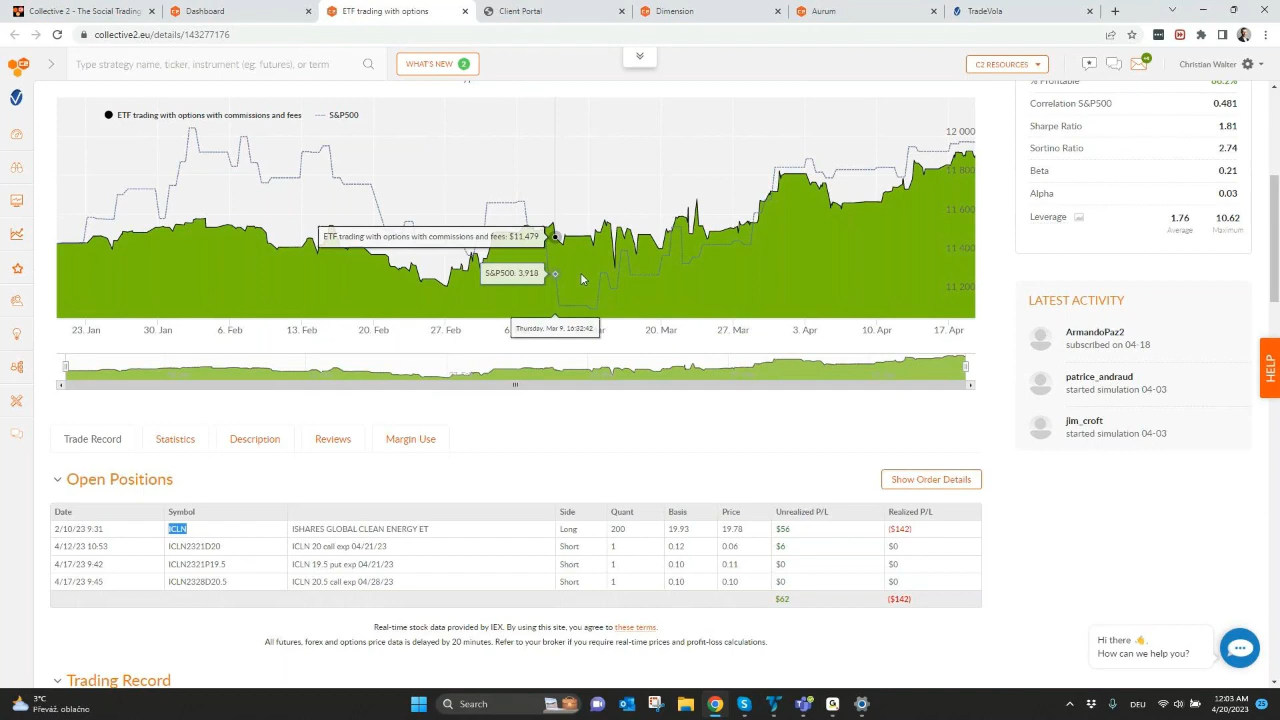 Collective 2 - The Social Trading
Dashboard
ETF trading with options
Client Portal
Dimension
Aurum
TradeVola
collective2.eu/details/143277176
Type strategy name, ticker, instrument (eg: futures), or term
WHAT'S NEW 2
C2 RESOURCES
Christian Walter
ETF trading with options with commissions and fees
S&P500
12 000
11 800
11 600
11 400
11 200
ETF trading with options with commissions and fees: $11,479
S&P500: 3,918
Thursday, Mar 9, 16:32:42
23. Jan
30. Jan
6. Feb
13. Feb
20. Feb
27. Feb
20. Mar
27. Mar
3. Apr
10. Apr
17. Apr
Correlation S&P500 0.481
Sharpe Ratio 1.81
Sortino Ratio 2.74
Beta 0.21
Alpha 0.03
Leverage 1.76 10.62
Average Maximum
LATEST ACTIVITY
ArmandoPaz2
subscribed on 04-18
patrice_andraud
started simulation 04-03
jim_croft
started simulation 04-03
HELP
Trade Record Statistics Description Reviews Margin Use
Open Positions
Show Order Details
Date Symbol Side Quant Basis Price Unrealized P/L Realized P/L
2/10/23 9:31 ICLN ISHARES GLOBAL CLEAN ENERGY ET Long 200 19.93 19.78 $56 ($142)
4/12/23 10:53 ICLN2321D20 ICLN 20 call exp 04/21/23 Short 1 0.12 0.06 $6 $0
4/17/23 9:42 ICLN2321P19.5 ICLN 19.5 put exp 04/21/23 Short 1 0.10 0.11 $0 $0
4/17/23 9:45 ICLN2328D20.5 ICLN 20.5 call exp 04/28/23 Short 1 0.10 0.10 $0 $0
$62 ($142)
Real-time stock data provided by IEX. By using this site, you agree to these terms.
All futures, forex and options price data is delayed by 20 minutes. Refer to your broker if you require real-time prices and profit-loss calculations.
Trading Record
Hi there 👋,
How can we help you?
3°C
Převáž. oblačno
Search
DEU
12:03 AM
4/20/2023